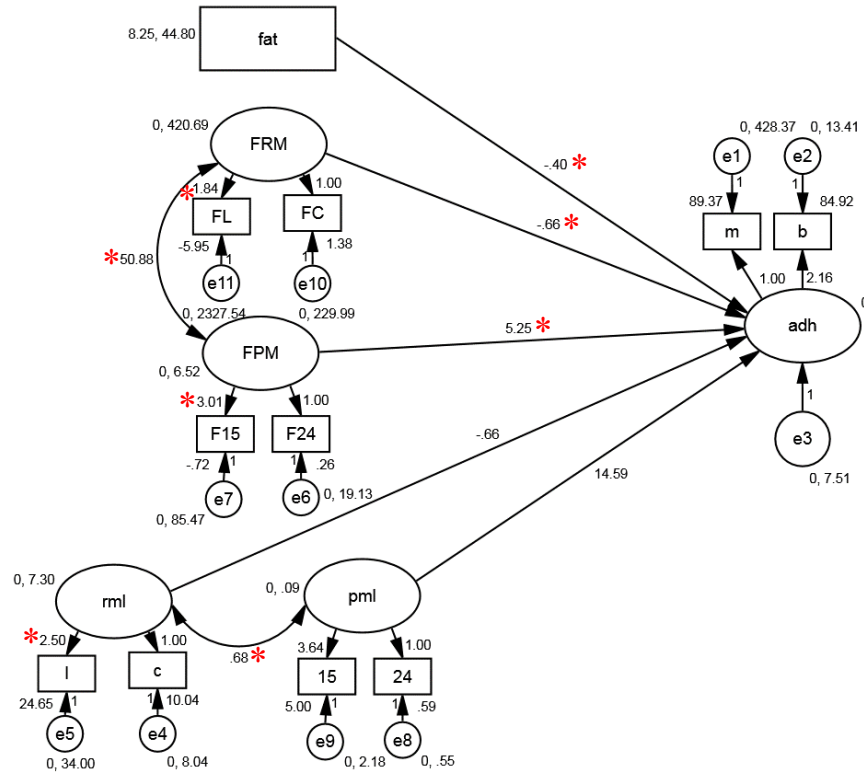 8.25, 44.80
fat
0, 420.69
FRM
-.40 *
0, 428.37
0, 13.41
e1
e2
1
1
89.37
84.92
m
b
* 1.84
1.00
FL
FC
-.66 *
-5.95
1
1
1.38
e11
e10
* 50.88
1.00
2.16
0, 2327.54
0, 229.99
adh
0
FPM
5.25 *
0, 6.52
1
* 3.01
1.00
F15
F24
-.66
e3
-.72
1
1
.26
0, 7.51
e7
e6
0, 19.13
14.59
0, 85.47
0, 7.30
rml
0, .09
pml
* 2.50
1.00
.68 *
3.64
1.00
l
c
15
24
24.65
1
1
10.04
5.00
1
1
.59
e5
e4
e9
e8
0, 34.00
0, 8.04
0, 2.18
0, .55